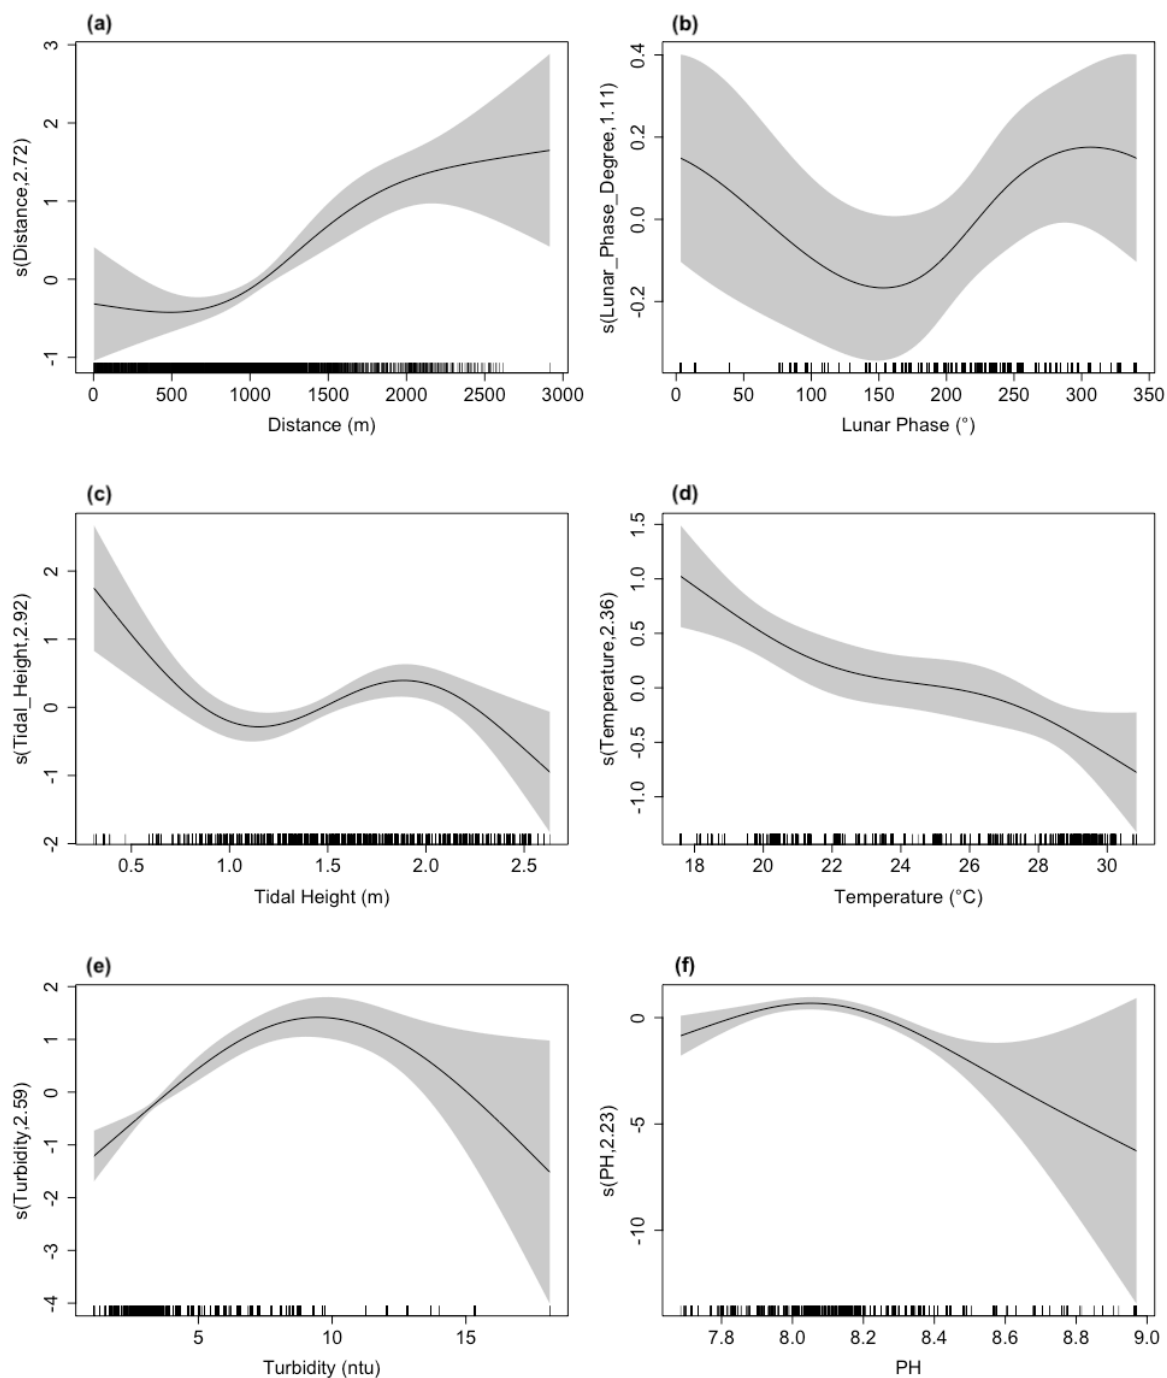 (a)
s(Distance,2.72)
3
2
1
0
-1
0 500 1000 1500 2000 2500 3000
Distance (m)
(b)
s(Lunar_Phase_Degree,1.11)
0.4
0.2
0.0
-0.2
0 50 100 150 200 250 300 350
Lunar Phase (°)
(c)
s(Tidal_Height,2.92)
2
1
0
-1
-2
0.5 1.0 1.5 2.0 2.5
Tidal Height (m)
(d)
s(Temperature,2.36)
1.5
1.0
0.5
0.0
-0.5
-1.0
18 20 22 24 26 28 30
Temperature (°C)
(e)
s(Turbidity,2.59)
2
1
0
-1
-2
-3
-4
5 10 15
Turbidity (ntu)
(f)
s(PH,2.23)
0
-5
-10
7.8 8.0 8.2 8.4 8.6 8.8 9.0
PH